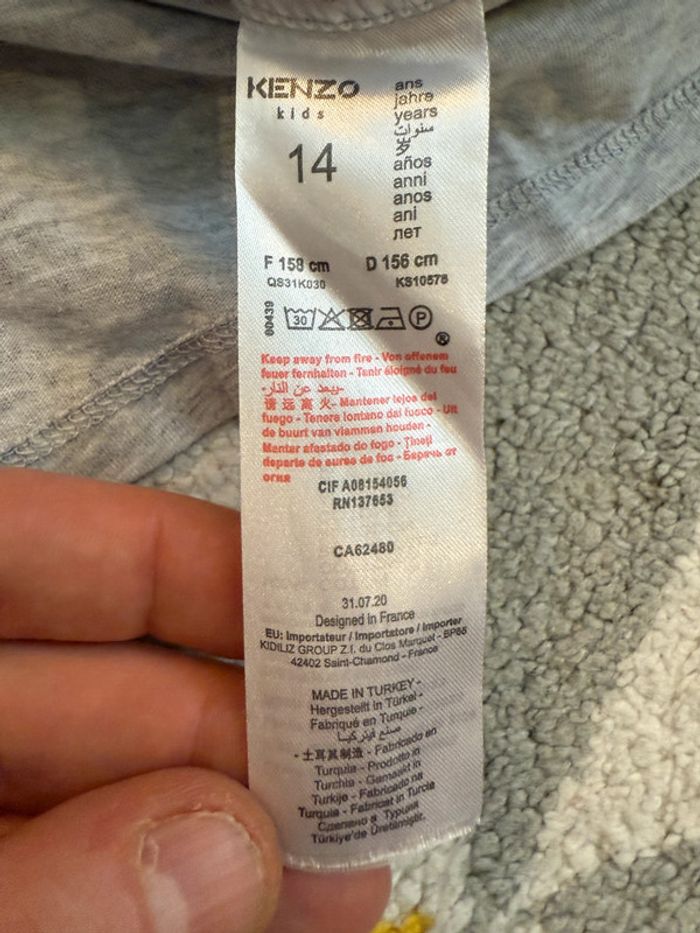 KENZO
kids
14
ans
jahre
years
سنوات
岁
años
anni
anos
ani
лет
F 158 cm D 156 cm
QS31K030 KS10578
60439
30 P
®
Keep away from fire - Von offenem
feuer fernhalten - Tenir éloigné du feu
-يبعد عن النار-
请 远 离 火 - Mantener lejos del
fuego - Tenere lontano dal fuoco - Uit
de buurt van vlammen houden -
Manter afastado do fogo - Ţineţi
departe de surse de foc - Беречь от
огня
CIF A08154056
RN137653
CA62480
31.07.20
Designed in France
EU: Importateur / Importatore / Importer
KIDILIZ GROUP Z.I. du Clos Marquet - BP66
42402 Saint-Chamond - France
MADE IN TURKEY -
Hergestellt in Türkei -
Fabriqué en Turquie -
صنع في تركيا
- 土耳其制造 - Fabricado en
Turquia - Prodotto in
Turchia - Gemaakt in
Turkije - Fabricado na
Turquia - Fabricat in Turcia
Сделано в Турции
Türkiye'de Üretilmiştir.